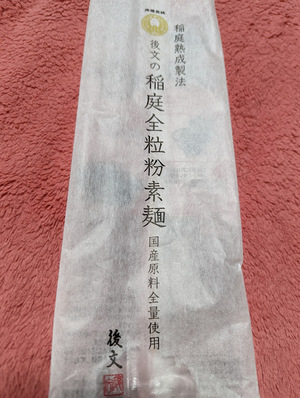 稲庭熟成製法
後文の稲庭全粒粉素麺
国産原料全量使用
後文